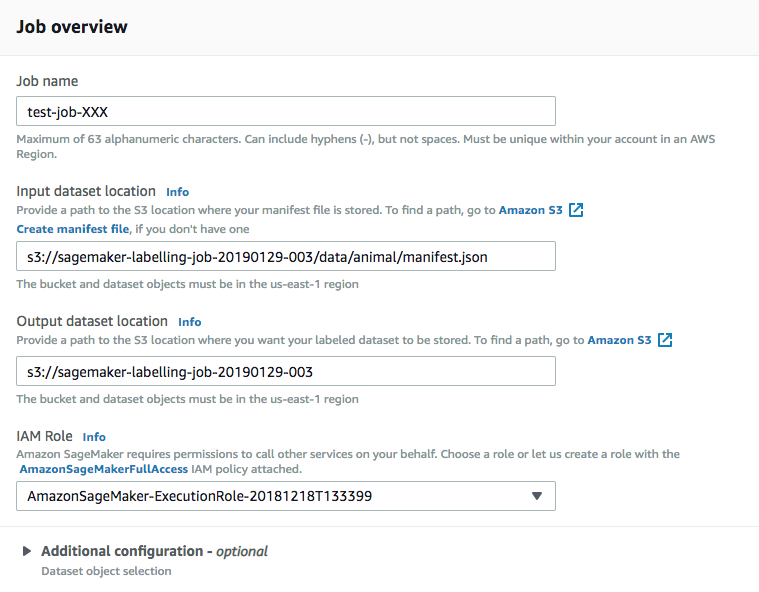 Job overview
Job name
test-job-XXX
Maximum of 63 alphanumeric characters. Can include hyphens (-), but not spaces. Must be unique within your account in an AWS
Region.
Input dataset location Info
Provide a path to the S3 location where your manifest file is stored. To find a path, go to Amazon S3
Create manifest file, if you don't have one
s3://sagemaker-labelling-job-20190129-003/data/animal/manifest.json
The bucket and dataset objects must be in the us-east-1 region
Output dataset location Info
Provide a path to the S3 location where you want your labeled dataset to be stored. To find a path, go to Amazon S3
s3://sagemaker-labelling-job-20190129-003
The bucket and dataset objects must be in the us-east-1 region
IAM Role Info
Amazon SageMaker requires permissions to call other services on your behalf. Choose a role or let us create a role with the
AmazonSageMakerFullAccess IAM policy attached.
AmazonSageMaker-ExecutionRole-20181218T133399
Additional configuration - optional
Dataset object selection